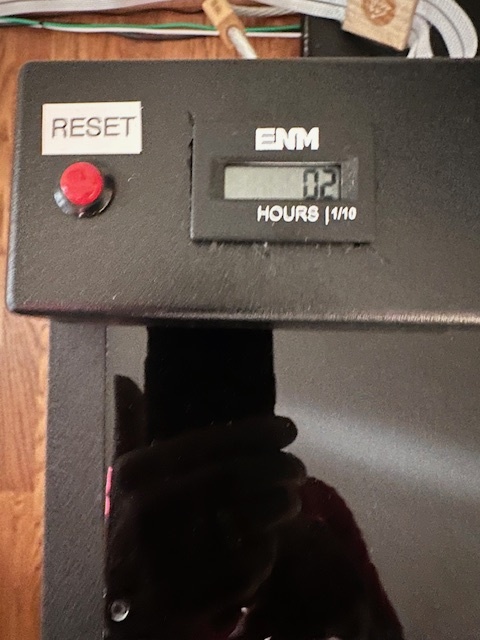 RESET
ENM
02
HOURS | 1/10